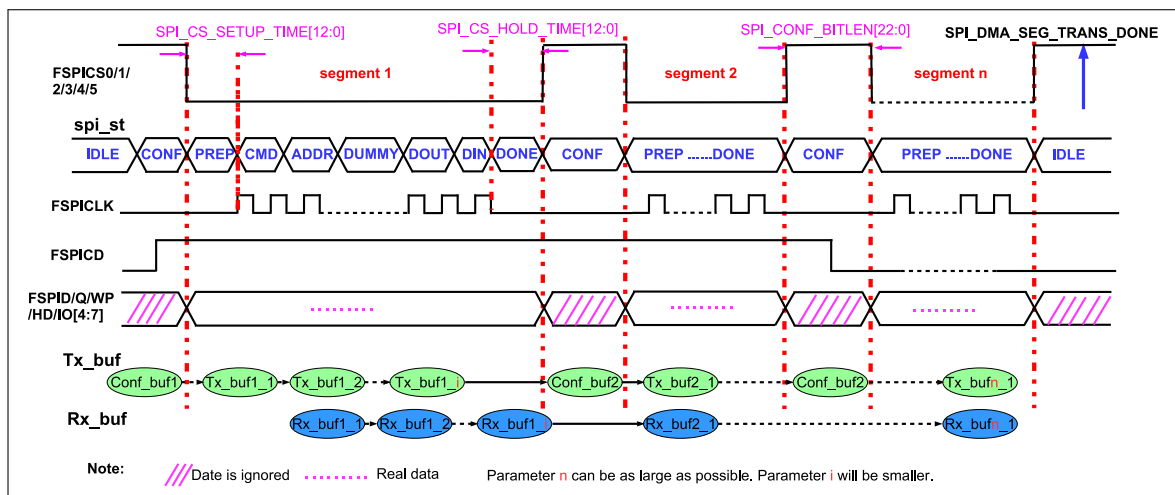 SPI_CS_SETUP_TIME[12:0] SPI_CS_HOLD_TIME[12:0] SPI_CONF_BITLEN[22:0] SPI_DMA_SEG_TRANS_DONE
FSPICS0/1/
2/3/4/5
segment 1 segment 2 segment n
spi_st
IDLE CONF PREP CMD ADDR DUMMY DOUT DIN DONE CONF PREP ......DONE CONF PREP ......DONE IDLE
FSPICLK
FSPICD
FSPID/Q/WP
/HD/IO[4:7]
Tx_buf
Conf_buf1 Tx_buf1_1 Tx_buf1_2 Tx_buf1_i Conf_buf2 Tx_buf2_1 Conf_buf2 Tx_bufn_1
Rx_buf
Rx_buf1_1 Rx_buf1_2 Rx_buf1_i Rx_buf2_1 Rx_bufn_1
Note: Date is ignored Real data Parameter n can be as large as possible. Parameter i will be smaller.